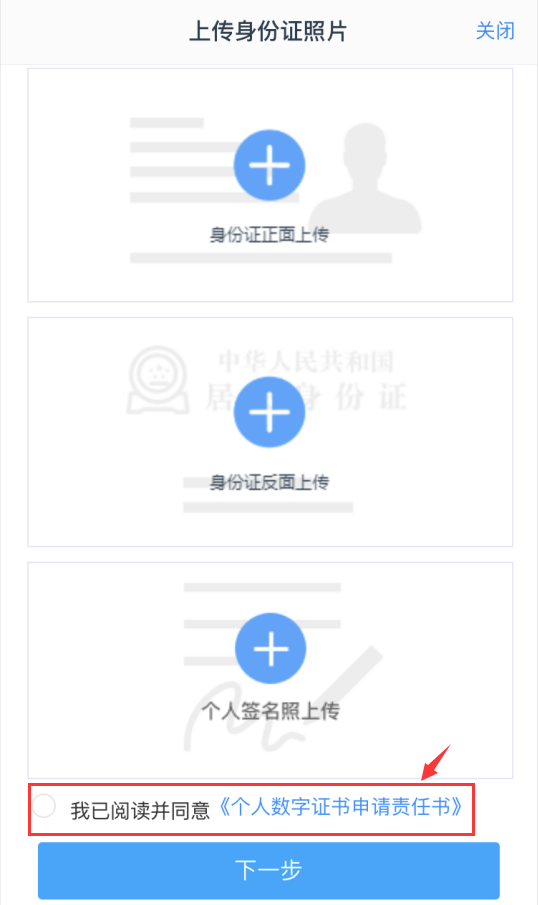 上传身份证照片
关闭
身份证正面上传
中华人民共和国
居 身份证
身份证反面上传
个人签名照上传
我已阅读并同意《个人数字证书申请责任书》
下一步